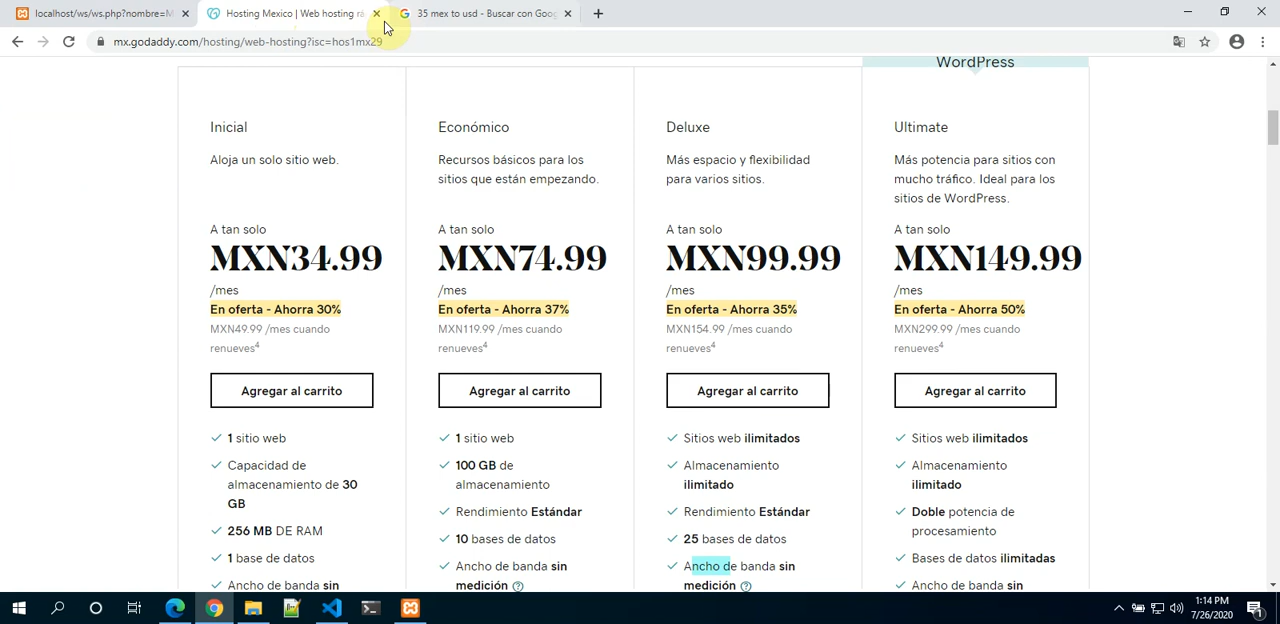 localhost/ws/ws.php?nombre=M
Hosting Mexico | Web hosting rá
35 mex to usd - Buscar con Goog
mx.godaddy.com/hosting/web-hosting?isc=hos1mx29
WordPress
Inicial
Aloja un solo sitio web.
A tan solo
MXN34.99
/mes
En oferta - Ahorra 30%
MXN49.99 /mes cuando
renueves4
Agregar al carrito
1 sitio web
Capacidad de
almacenamiento de 30
GB
256 MB DE RAM
1 base de datos
Ancho de banda sin
Económico
Recursos básicos para los
sitios que están empezando.
A tan solo
MXN74.99
/mes
En oferta - Ahorra 37%
MXN119.99 /mes cuando
renueves4
Agregar al carrito
1 sitio web
100 GB de
almacenamiento
Rendimiento Estándar
10 bases de datos
Ancho de banda sin
medición
Deluxe
Más espacio y flexibilidad
para varios sitios.
A tan solo
MXN99.99
/mes
En oferta - Ahorra 35%
MXN154.99 /mes cuando
renueves4
Agregar al carrito
Sitios web ilimitados
Almacenamiento
ilimitado
Rendimiento Estándar
25 bases de datos
Ancho de banda sin
medición
Ultimate
Más potencia para sitios con
mucho tráfico. Ideal para los
sitios de WordPress.
A tan solo
MXN149.99
/mes
En oferta - Ahorra 50%
MXN299.99 /mes cuando
renueves4
Agregar al carrito
Sitios web ilimitados
Almacenamiento
ilimitado
Doble potencia de
procesamiento
Bases de datos ilimitadas
Ancho de banda sin
1:14 PM
7/26/2020
1